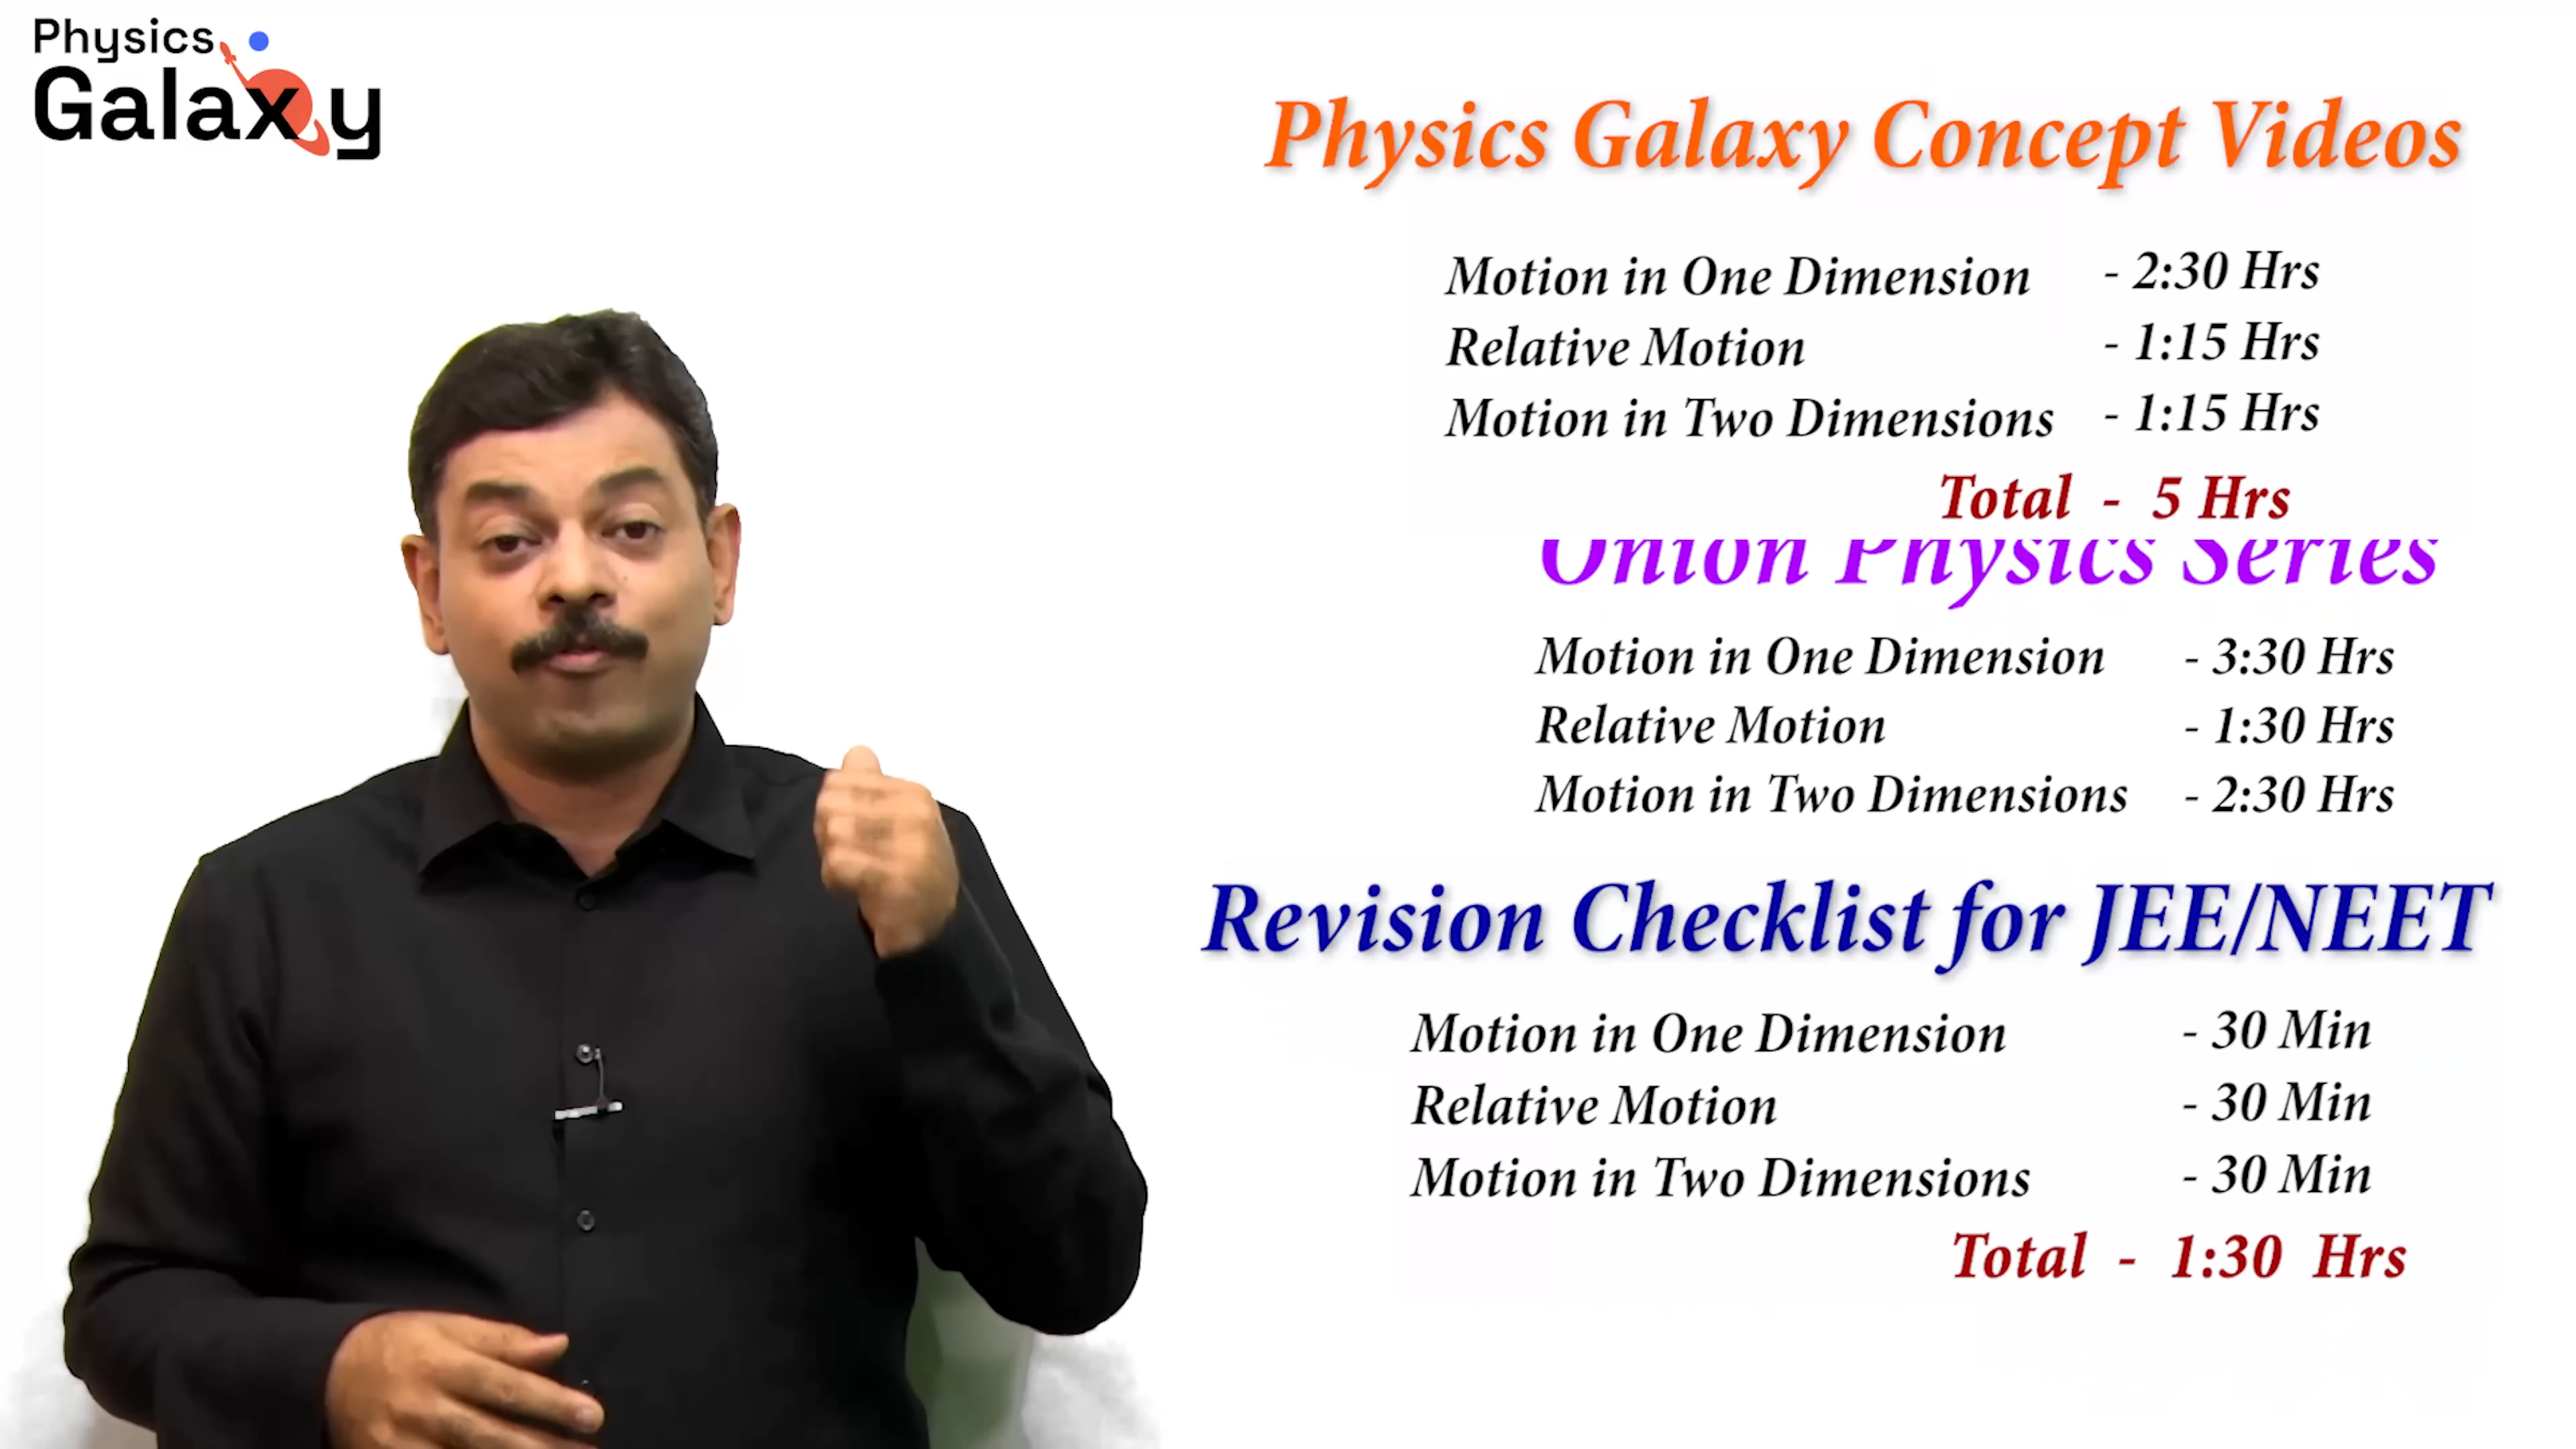 Physics
Galaxy
Physics Galaxy Concept Videos
Motion in One Dimension - 2:30 Hrs
Relative Motion - 1:15 Hrs
Motion in Two Dimensions - 1:15 Hrs
Total - 5 Hrs
Onion Physics Series
Motion in One Dimension - 3:30 Hrs
Relative Motion - 1:30 Hrs
Motion in Two Dimensions - 2:30 Hrs
Revision Checklist for JEE/NEET
Motion in One Dimension - 30 Min
Relative Motion - 30 Min
Motion in Two Dimensions - 30 Min
Total - 1:30 Hrs